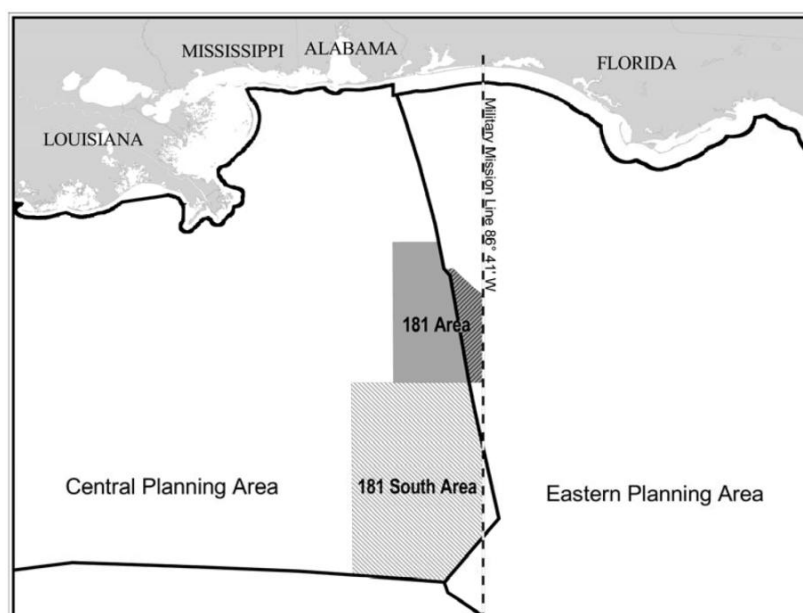 MISSISSIPPI
ALABAMA
FLORIDA
LOUISIANA
Military Mission Line 86° 41' W
181 Area
181 South Area
Central Planning Area
Eastern Planning Area